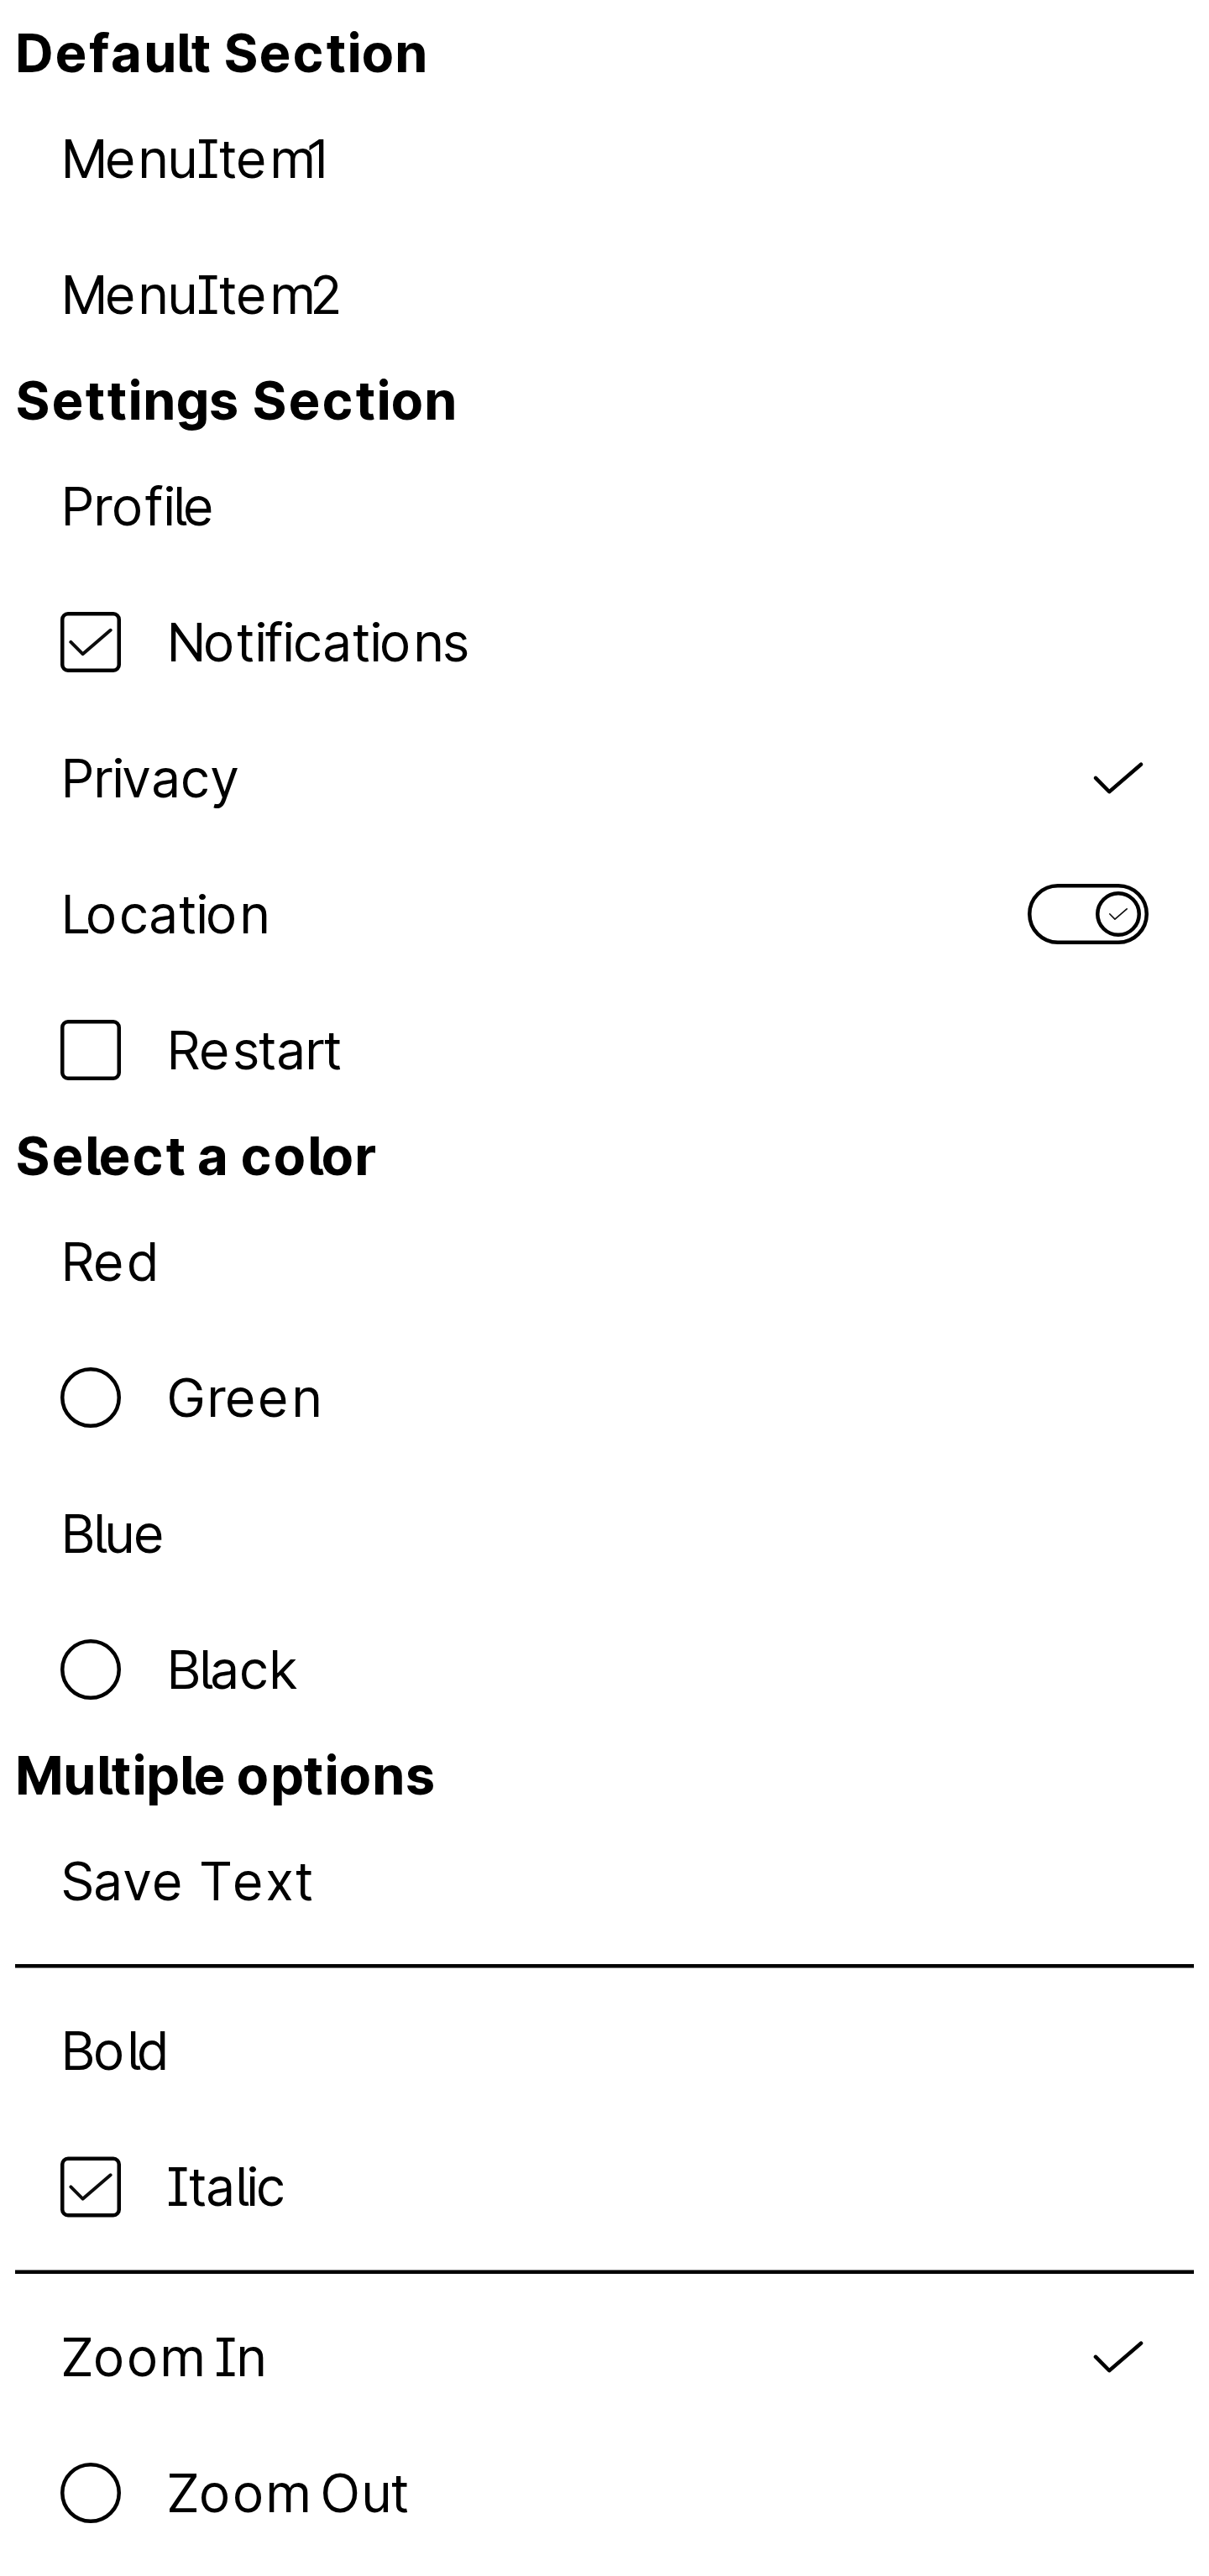 Default Section
MenuItem1
MenuItem2
Settings Section
Profile
Notifications
Privacy
Location
Restart
Select a color
Red
Green
Blue
Black
Multiple options
Save Text
Bold
Italic
Zoom In
Zoom Out